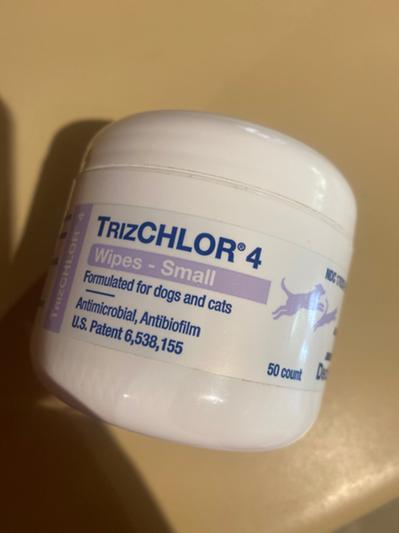 TRIZCHLOR® 4
Wipes - Small
Formulated for dogs and cats
Antimicrobial, Antibiofilm
U.S. Patent 6,538,155
50 count
NDC
TRIZCHLOR 4